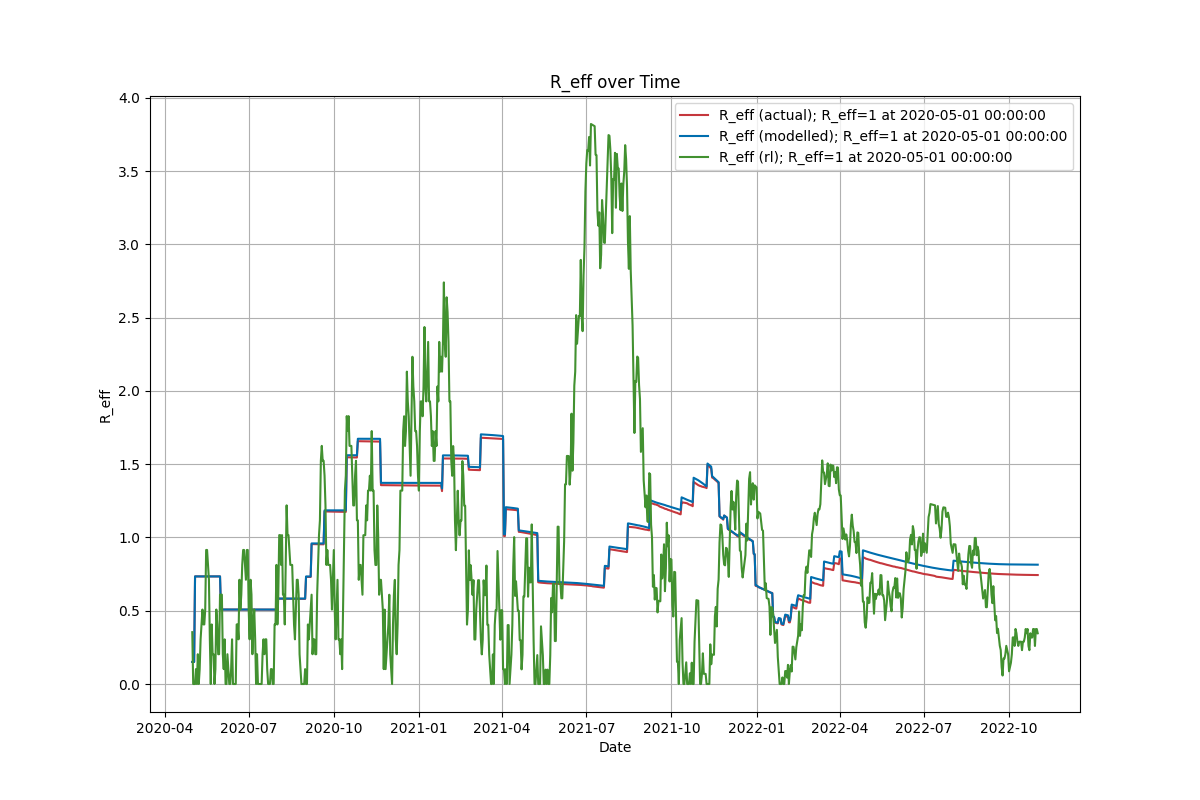 R_eff over Time
R_eff (actual); R_eff=1 at 2020-05-01 00:00:00
R_eff (modelled); R_eff=1 at 2020-05-01 00:00:00
R_eff (rl); R_eff=1 at 2020-05-01 00:00:00
4.0
3.5
3.0
2.5
2.0
1.5
1.0
0.5
0.0
R_eff
2020-04 2020-07 2020-10 2021-01 2021-04 2021-07 2021-10 2022-01 2022-04 2022-07 2022-10
Date